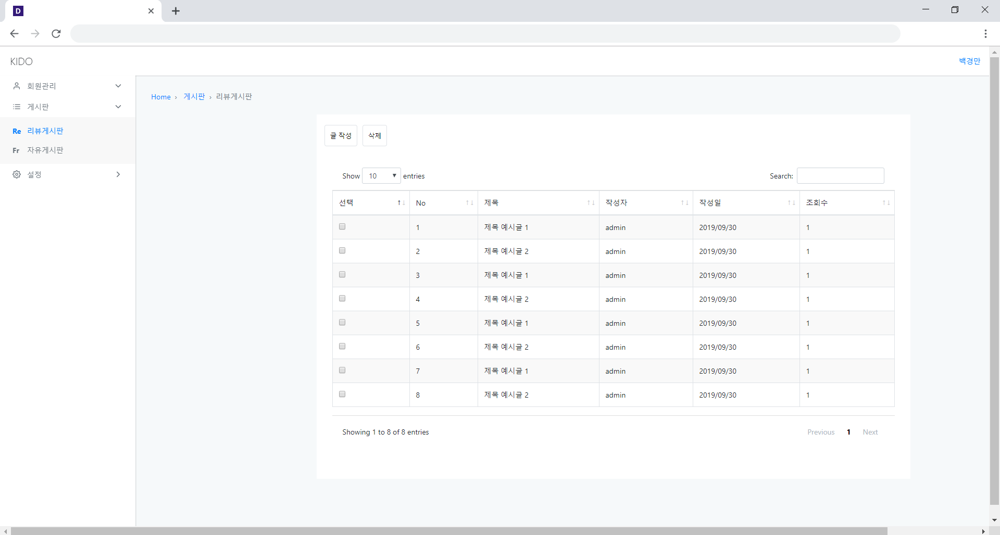 D
KIDO
백경만
회원관리
게시판
Re 리뷰게시판
Fr 자유게시판
설정
Home › 게시판 › 리뷰게시판
글 작성 삭제
Show 10 entries Search:
선택 No 제목 작성자 작성일 조회수
1 제목 예시글 1 admin 2019/09/30 1
2 제목 예시글 2 admin 2019/09/30 1
3 제목 예시글 1 admin 2019/09/30 1
4 제목 예시글 2 admin 2019/09/30 1
5 제목 예시글 1 admin 2019/09/30 1
6 제목 예시글 2 admin 2019/09/30 1
7 제목 예시글 1 admin 2019/09/30 1
8 제목 예시글 2 admin 2019/09/30 1
Showing 1 to 8 of 8 entries Previous 1 Next